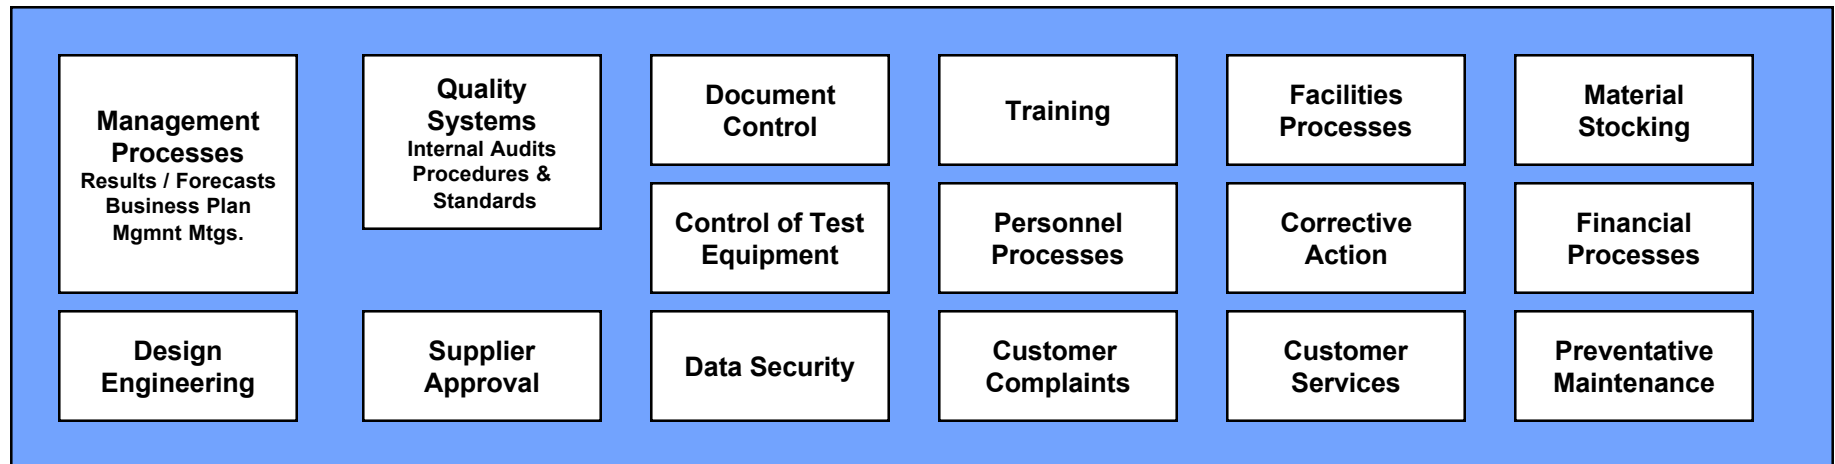 Management
Processes
Results / Forecasts
Business Plan
Mgmnt Mtgs.
Quality
Systems
Internal Audits
Procedures &
Standards
Document
Control
Training
Facilities
Processes
Material
Stocking
Control of Test
Equipment
Personnel
Processes
Corrective
Action
Financial
Processes
Design
Engineering
Supplier
Approval
Data Security
Customer
Complaints
Customer
Services
Preventative
Maintenance